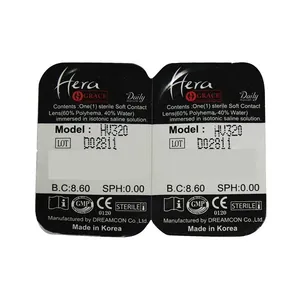 Hera
GRACE
Daily
Contents :One(1) sterile Soft Contact
Lens(60% Polyhema, 40% Water)
immersed in isotonic saline solution
Model : HV320
LOT D02811
B.C:8.60 SPH:0.00
GMP CE 0120 STERILE
Manufactured by DREAMCON Co.,Ltd.
Made in Korea
Hera
GRACE
Daily
Contents :One(1) sterile Soft Contact
Lens(60% Polyhema, 40% Water)
immersed in isotonic saline solution
Model : HV320
LOT D02811
B.C:8.60 SPH:0.00
GMP CE 0120 STERILE
Manufactured by DREAMCON Co.,Ltd.
Made in Korea